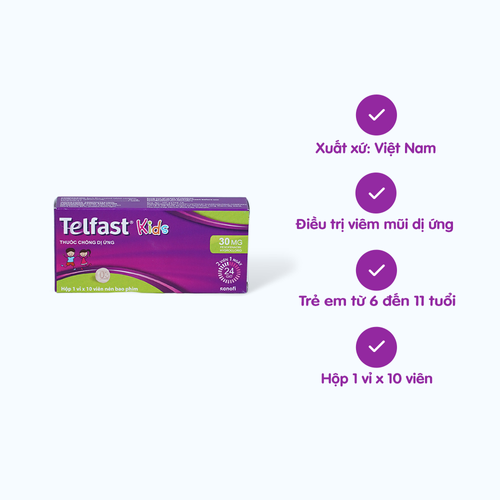 Telfast® Kids
THUỐC CHỐNG DỊ ỨNG
30 MG
24
sanofi
Hộp 1 vỉ x 10 viên nén bao phim
Xuất xứ: Việt Nam
Điều trị viêm mũi dị ứng
Trẻ em từ 6 đến 11 tuổi
Hộp 1 vỉ x 10 viên